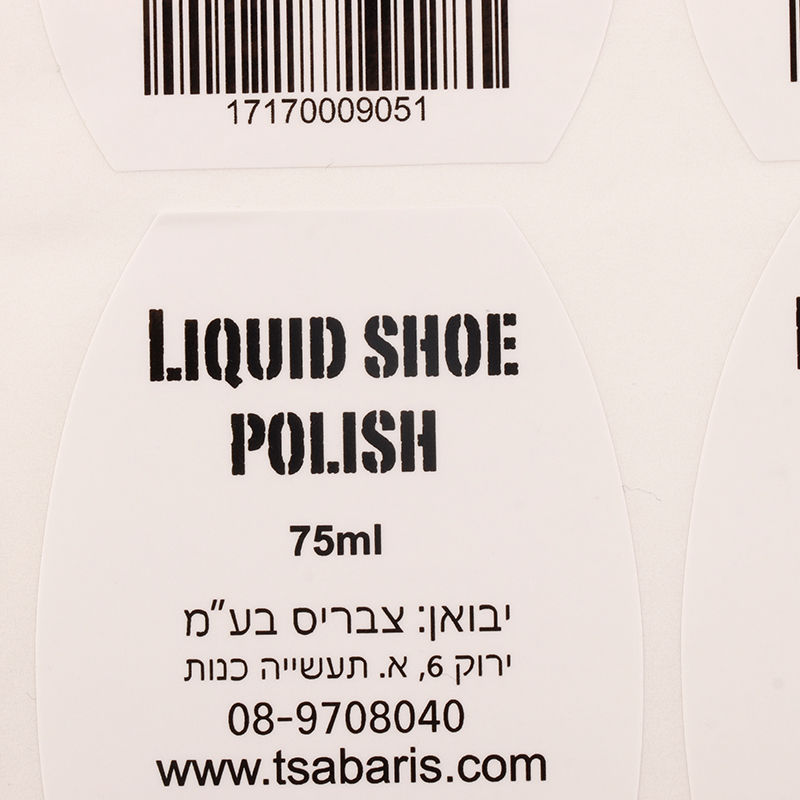 17170009051
LIQUID SHOE
POLISH
75ml
יבואן: צבריס בע״מ
ירוק 6, א. תעשייה כנות
08-9708040
www.tsabaris.com